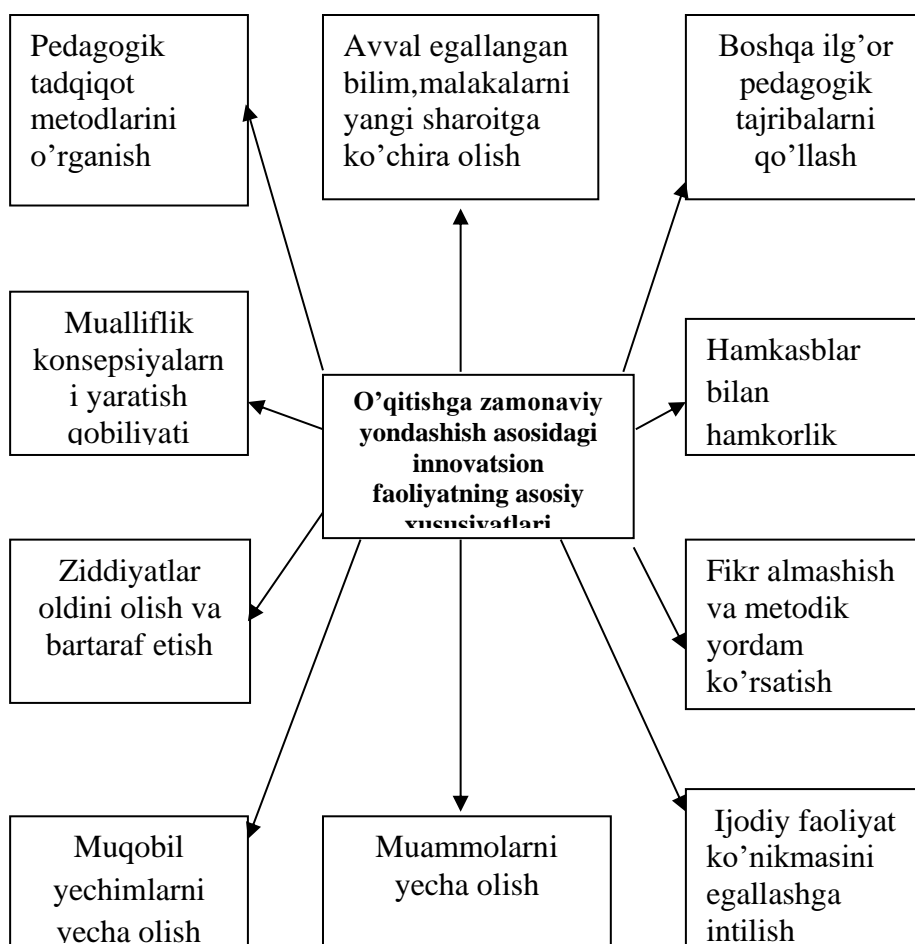 Pedagogik
tadqiqot
metodlarini
o’rganish
Avval egallangan
bilim,malakalarni
yangi sharoitga
ko’chira olish
Boshqa ilg’or
pedagogik
tajribalarni
qo’llash
Mualliflik
konsepsiyalarn
i yaratish
qobiliyati
O’qitishga zamonaviy
yondashish asosidagi
innovatsion
faoliyatning asosiy
xususiyatlari
Hamkasblar
bilan
hamkorlik
Ziddiyatlar
oldini olish va
bartaraf etish
Fikr almashish
va metodik
yordam
ko’rsatish
Muqobil
yechimlarni
yecha olish
Muammolarni
yecha olish
Ijodiy faoliyat
ko’nikmasini
egallashga
intilish